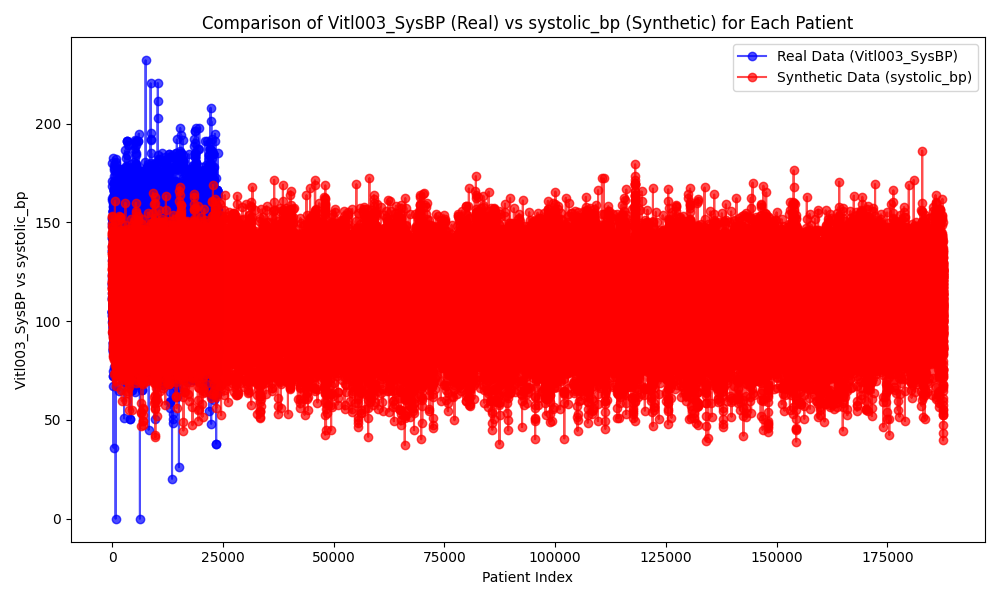 Comparison of Vitl003_SysBP (Real) vs systolic_bp (Synthetic) for Each Patient
Real Data (Vitl003_SysBP)
Synthetic Data (systolic_bp)
Vitl003_SysBP vs systolic_bp
200
150
100
50
0
0 25000 50000 75000 100000 125000 150000 175000
Patient Index